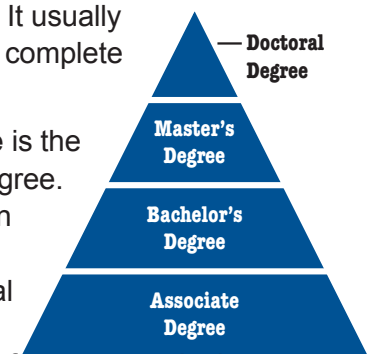 It usually
complete
e is the
gree.
n
al
Doctoral
Degree
Master's
Degree
Bachelor's
Degree
Associate
Degree